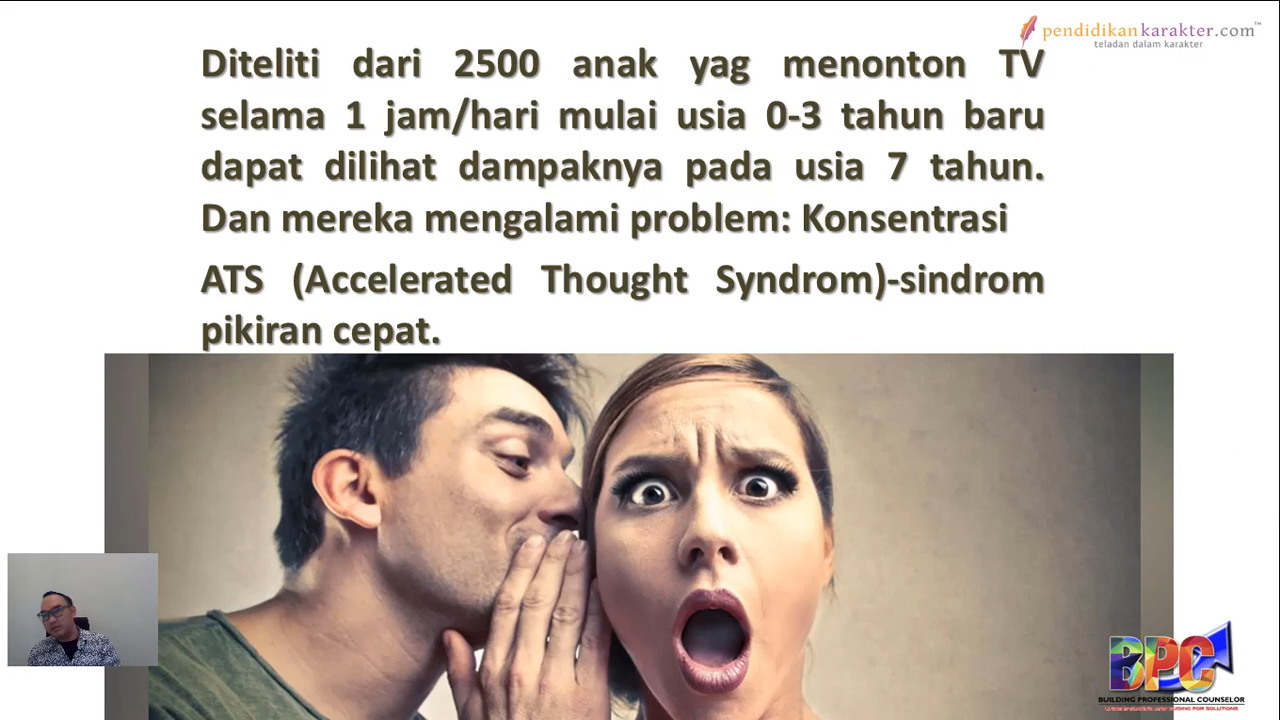 pendidikankarakter.com™
teladan dalam karakter
Diteliti dari 2500 anak yag menonton TV
selama 1 jam/hari mulai usia 0-3 tahun baru
dapat dilihat dampaknya pada usia 7 tahun.
Dan mereka mengalami problem: Konsentrasi
ATS (Accelerated Thought Syndrom)-sindrom
pikiran cepat.
BPC
BUILDING PROFESSIONAL COUNSELOR